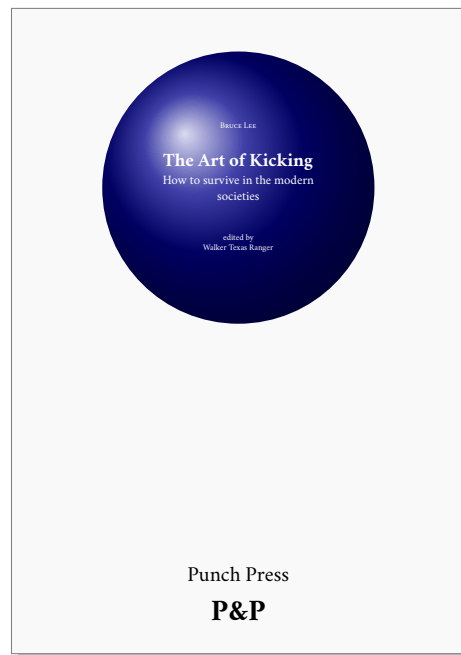 Bruce Lee
The Art of Kicking
How to survive in the modern
societies
edited by
Walker Texas Ranger
Punch Press
P&P